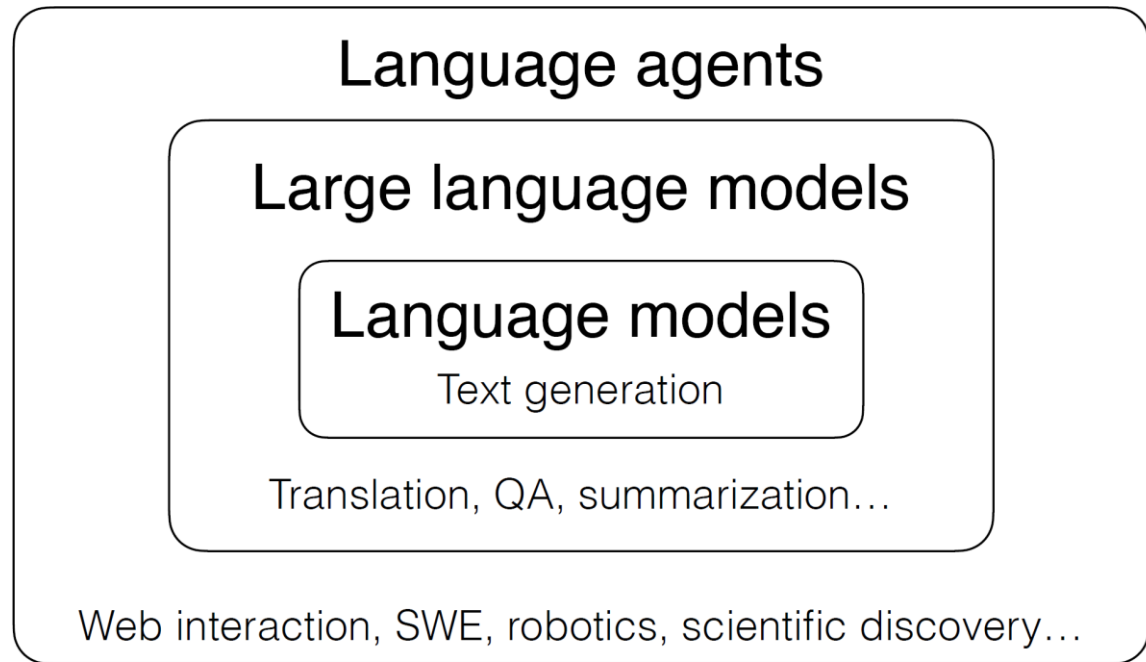 Language agents
Large language models
Language models
Text generation
Translation, QA, summarization…
Web interaction, SWE, robotics, scientific discovery…